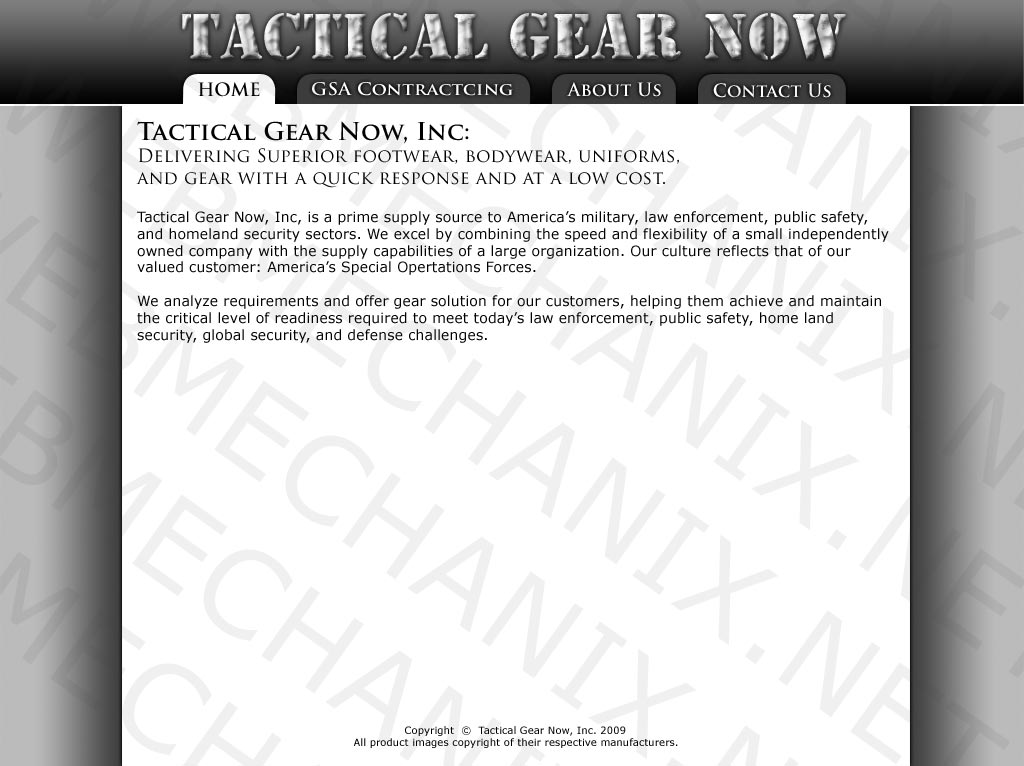 TACTICAL GEAR NOW
HOME GSA CONTRACTCING ABOUT US CONTACT US
TACTICAL GEAR NOW, INC:
DELIVERING SUPERIOR FOOTWEAR, BODYWEAR, UNIFORMS,
AND GEAR WITH A QUICK RESPONSE AND AT A LOW COST.
Tactical Gear Now, Inc, is a prime supply source to America’s military, law enforcement, public safety,
and homeland security sectors. We excel by combining the speed and flexibility of a small independently
owned company with the supply capabilities of a large organization. Our culture reflects that of our
valued customer: America’s Special Opertations Forces.
We analyze requirements and offer gear solution for our customers, helping them achieve and maintain
the critical level of readiness required to meet today’s law enforcement, public safety, home land
security, global security, and defense challenges.
Copyright © Tactical Gear Now, Inc. 2009
All product images copyright of their respective manufacturers.
WEBMECHANIX.NET